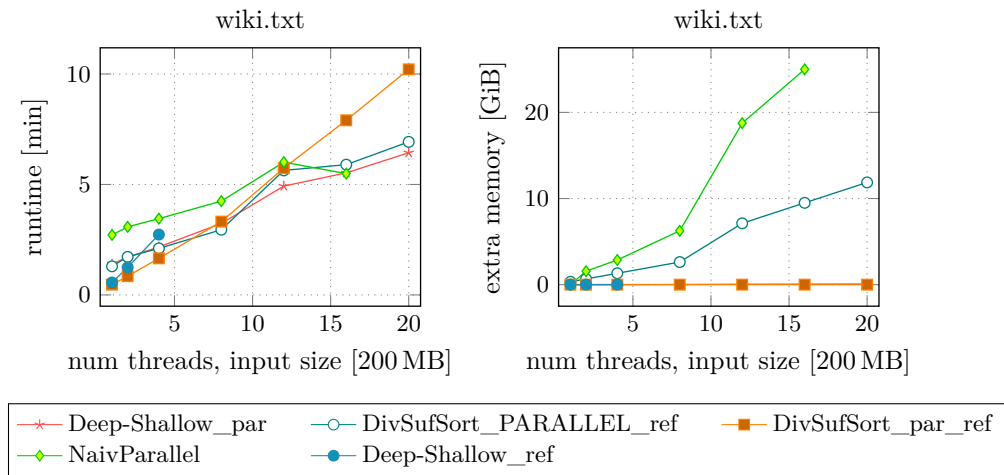 wiki.txt
runtime [min]
10
5
0
5 10 15 20
num threads, input size [200 MB]
wiki.txt
extra memory [GiB]
20
10
0
5 10 15 20
num threads, input size [200 MB]
Deep-Shallow_par DivSufSort_PARALLEL_ref DivSufSort_par_ref
NaivParallel Deep-Shallow_ref